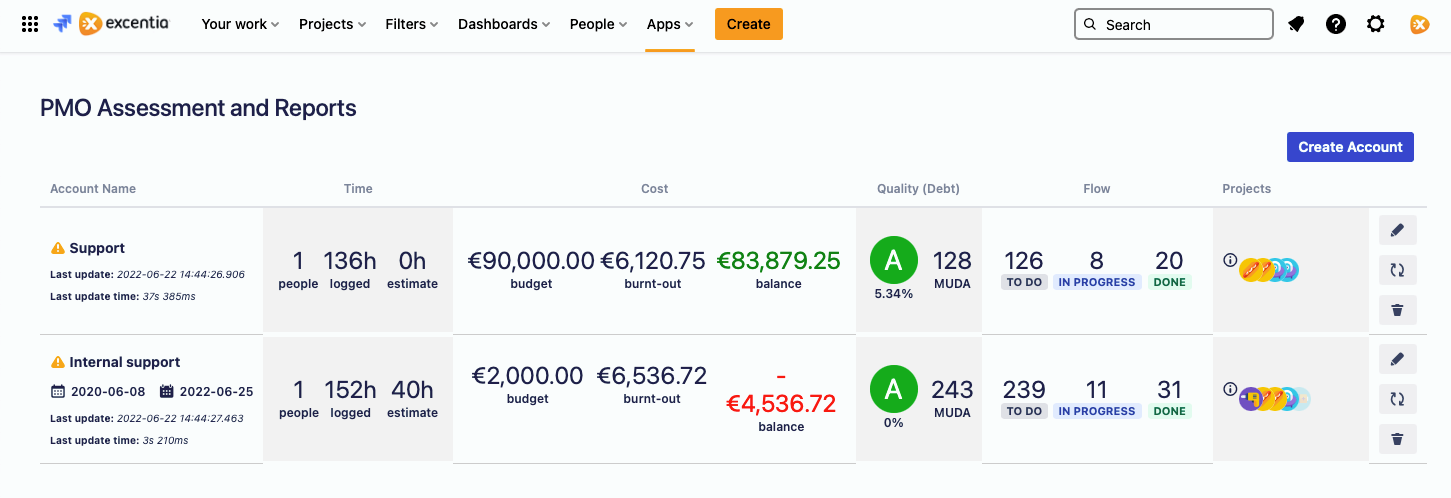 excentia Your work Projects Filters Dashboards People Apps Create Search
PMO Assessment and Reports
Create Account
Account Name Time Cost Quality (Debt) Flow Projects
Support
Last update: 2022-06-22 14:44:26.906
Last update time: 37s 385ms
1 136h 0h
people logged estimate
€90,000.00 €6,120.75 €83,879.25
budget burnt-out balance
A 128
5.34% MUDA
126 8 20
TO DO IN PROGRESS DONE
Internal support
2020-06-08 2022-06-25
Last update: 2022-06-22 14:44:27.463
Last update time: 3s 210ms
1 152h 40h
people logged estimate
€2,000.00 €6,536.72 -
€4,536.72
budget burnt-out balance
A 243
0% MUDA
239 11 31
TO DO IN PROGRESS DONE